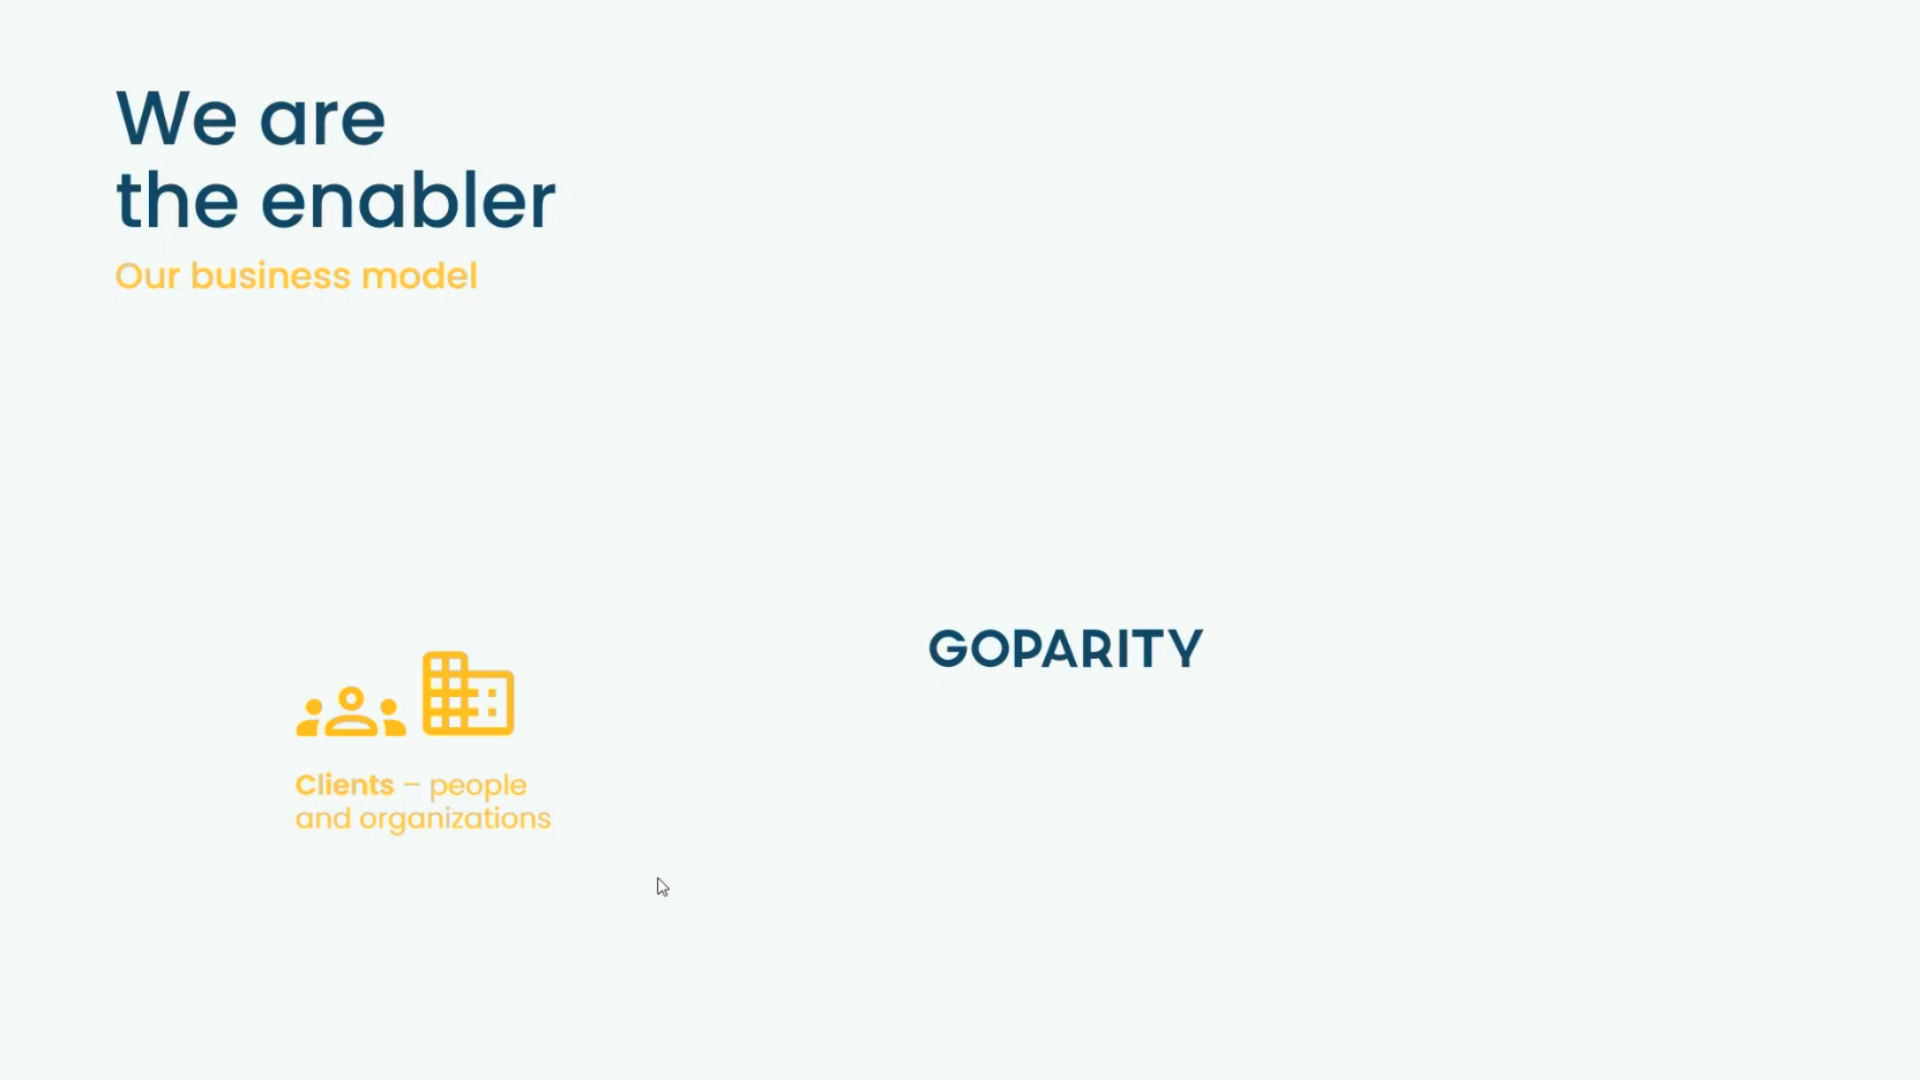 We are
the enabler
Our business model
GOPARITY
Clients – people
and organizations